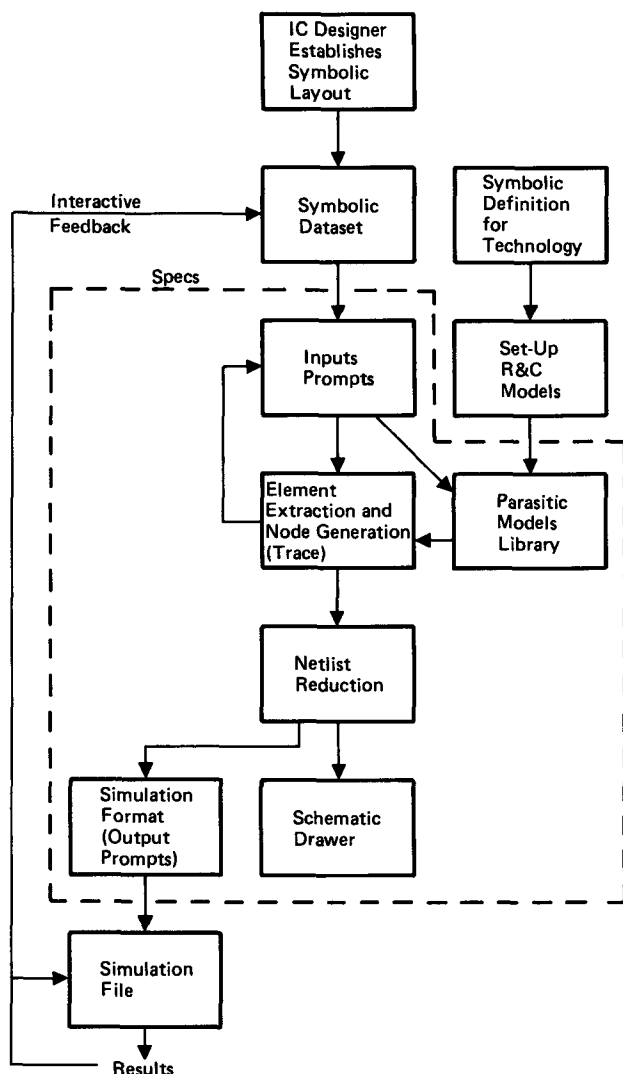 IC Designer
Establishes
Symbolic
Layout
Interactive
Feedback
Symbolic
Dataset
Symbolic
Definition
for
Technology
Specs
Inputs
Prompts
Set-Up
R&C
Models
Element
Extraction and
Node Generation
(Trace)
Parasitic
Models
Library
Netlist
Reduction
Simulation
Format
(Output
Prompts)
Schematic
Drawer
Simulation
File
Results